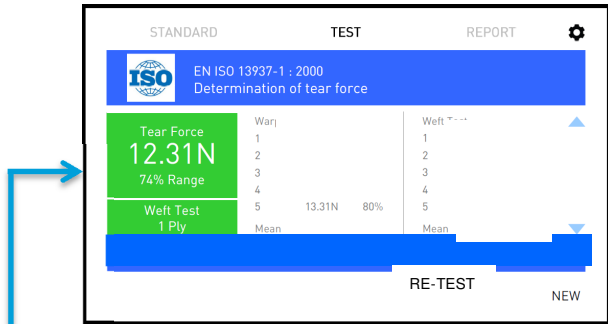 STANDARD TEST REPORT
ISO
EN ISO 13937-1 : 2000
Determination of tear force
Tear Force
12.31N
74% Range
Weft Test
1 Ply
1
2
3
4
5 13.31N 80%
Mean
Weft
1
2
3
4
5
Mean
RE-TEST
NEW